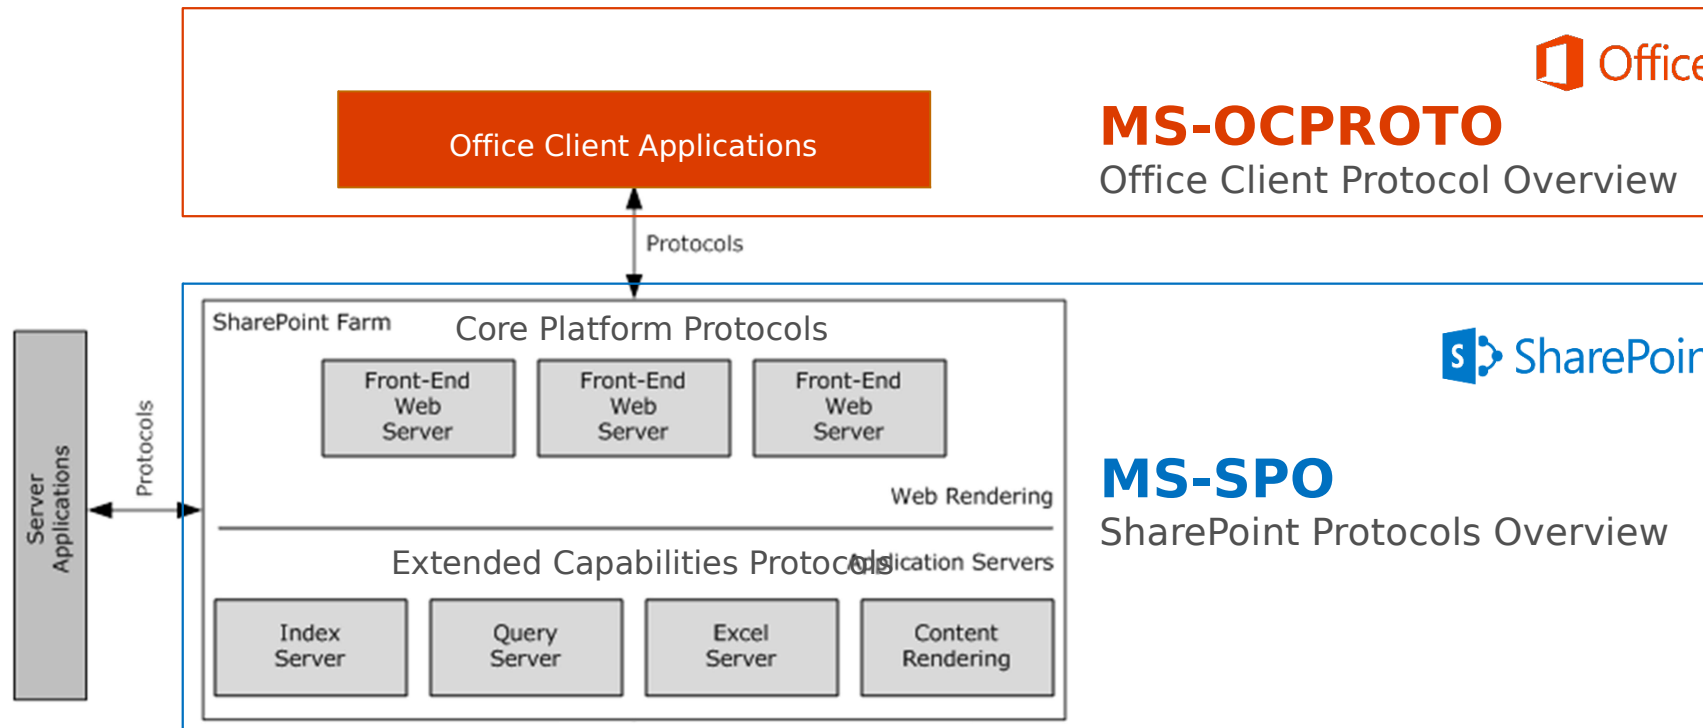 Office
Office Client Applications
MS-OCPROTO
Office Client Protocol Overview
Protocols
SharePoint Farm
Core Platform Protocols
Front-End
Web
Server
Front-End
Web
Server
Front-End
Web
Server
SharePoin
Server
Applications
Protocols
Web Rendering
MS-SPO
SharePoint Protocols Overview
Extended Capabilities Protocols
Application Servers
Index
Server
Query
Server
Excel
Server
Content
Rendering